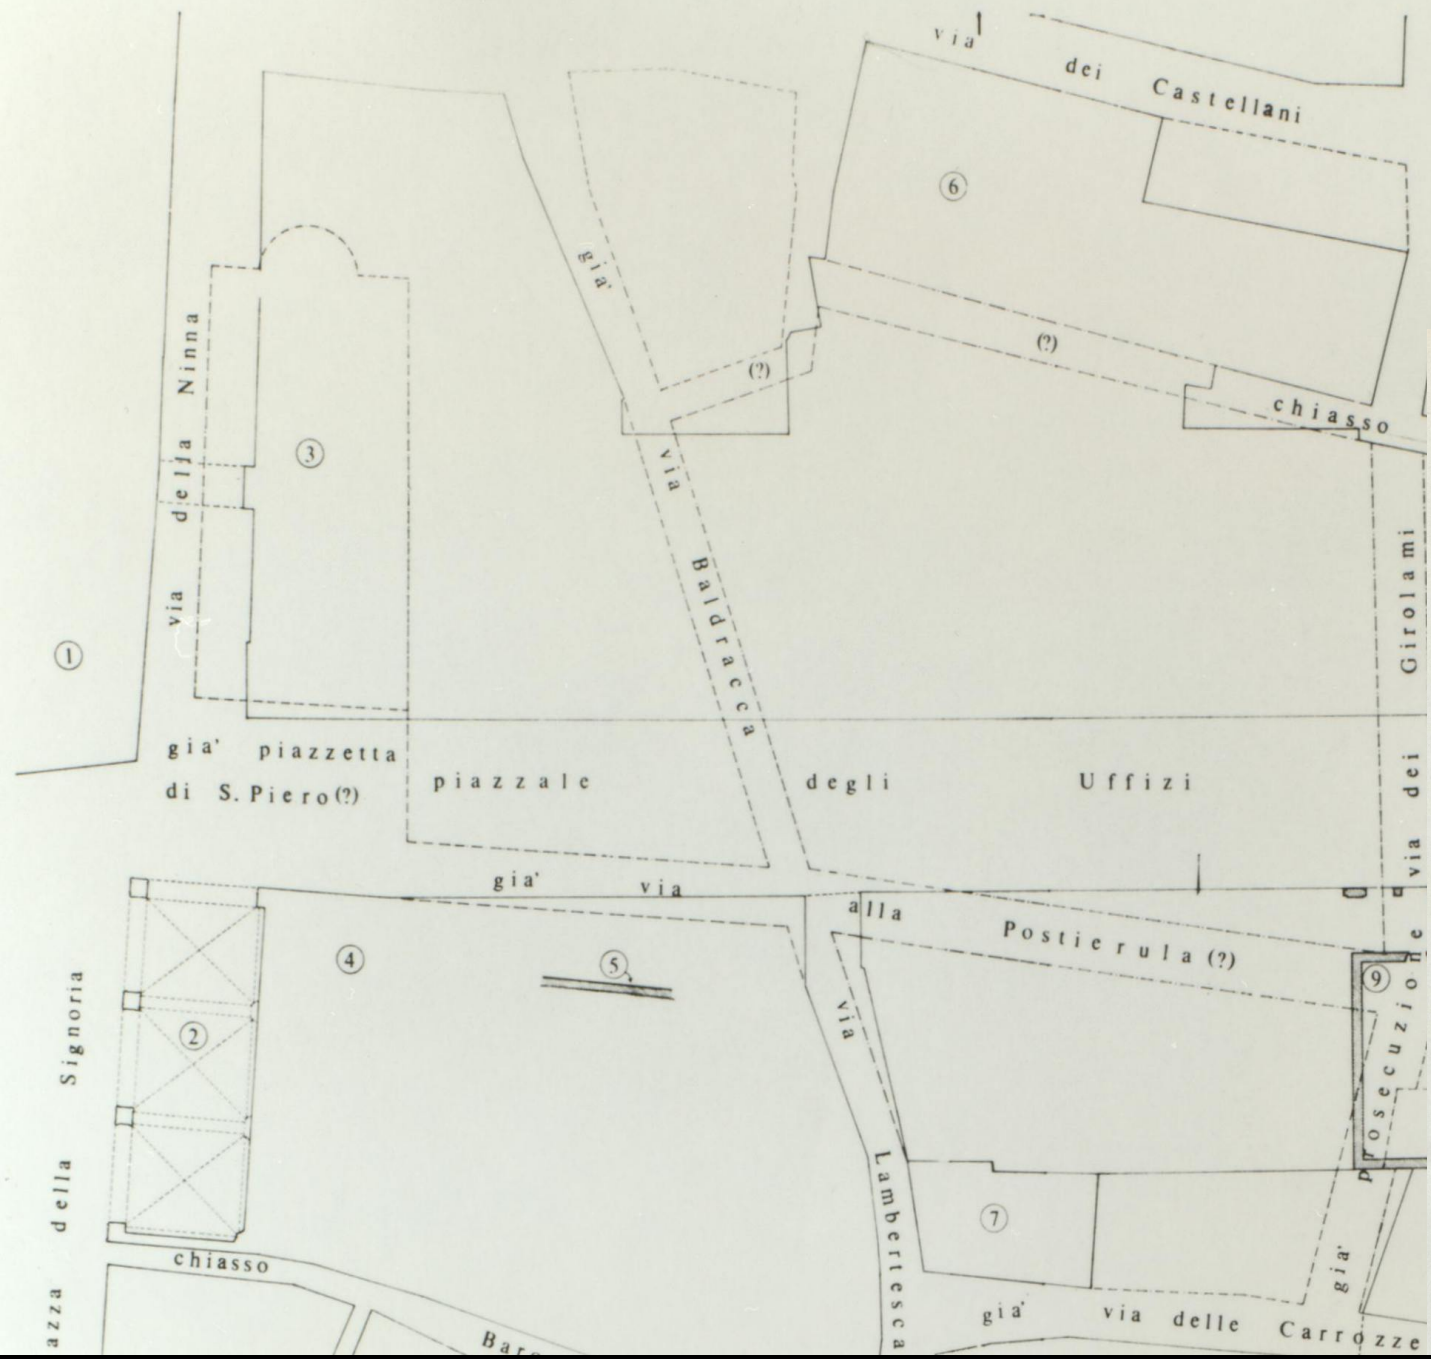 via
dei Castellani
6
già
via della Ninna
(?)
(?)
chiasso
3
via
Baldracca
via dei Girolami
1
già piazzetta
di S. Piero (?)
piazzale degli Uffizi
già via
alla
Postierula (?)
4
5
9
2
via
Lambertesca
già prosecuzione
7
della Signoria
chiasso
già via delle Carrozze